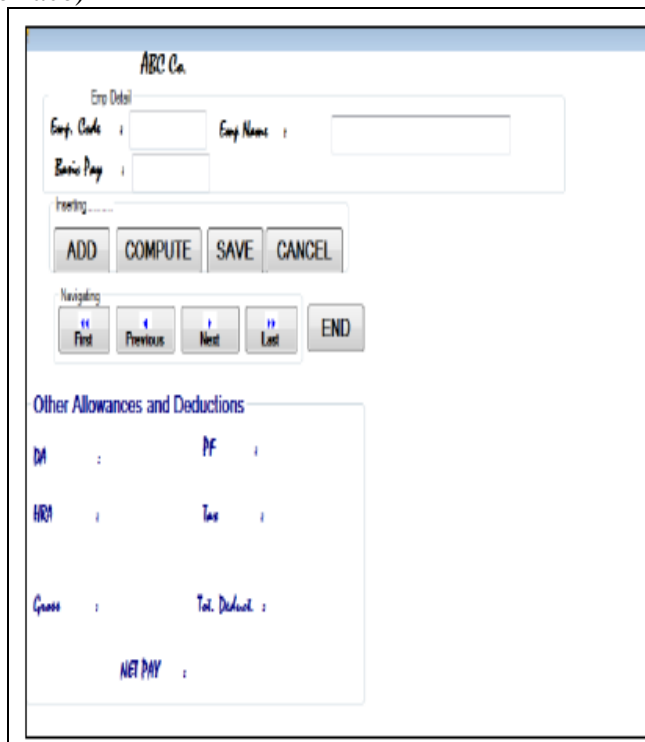 ABC Co.
Emp Detail
Emp. Code :
Emp Name :
Basic Pay :
Inserting.........
ADD COMPUTE SAVE CANCEL
Navigating
First Previous Next Last END
Other Allowances and Deductions
DA : PF :
HRA : Tax :
Gross : Tot. Deduct. :
NET PAY :